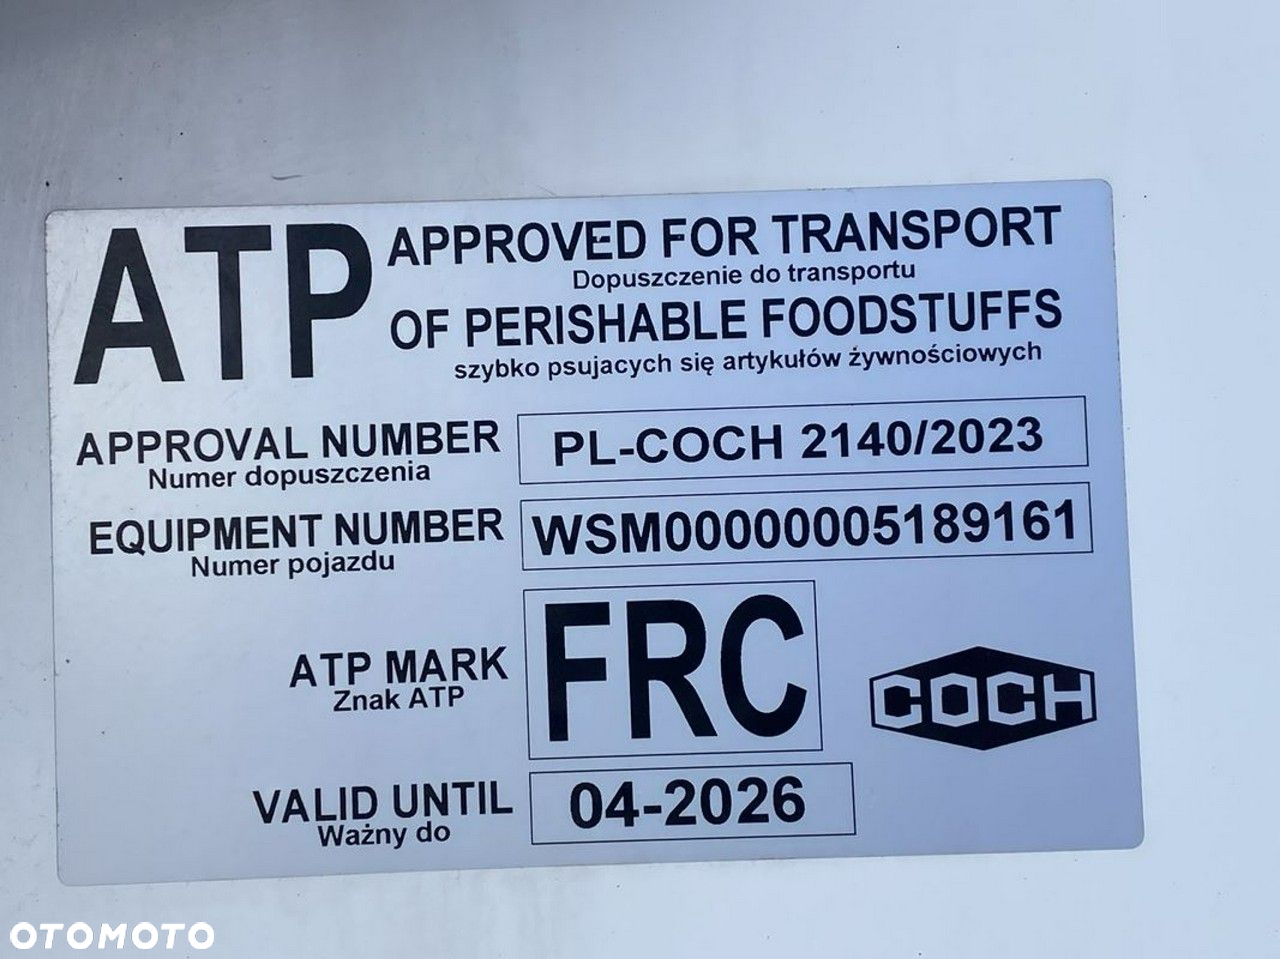 ATP APPROVED FOR TRANSPORT
Dopuszczenie do transportu
OF PERISHABLE FOODSTUFFS
szybko psujacych się artykułów żywnościowych
APPROVAL NUMBER PL-COCH 2140/2023
Numer dopuszczenia
EQUIPMENT NUMBER WSM00000005189161
Numer pojazdu
ATP MARK FRC
Znak ATP
COCH
VALID UNTIL 04-2026
Ważny do
OTOMOTO